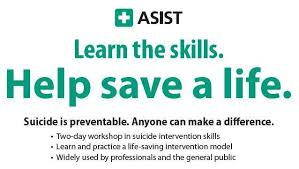 ASIST
Learn the skills.
Help save a life.
Suicide is preventable. Anyone can make a difference.
• Two-day workshop in suicide intervention skills
• Learn and practice a life-saving intervention model
• Widely used by professionals and the general public